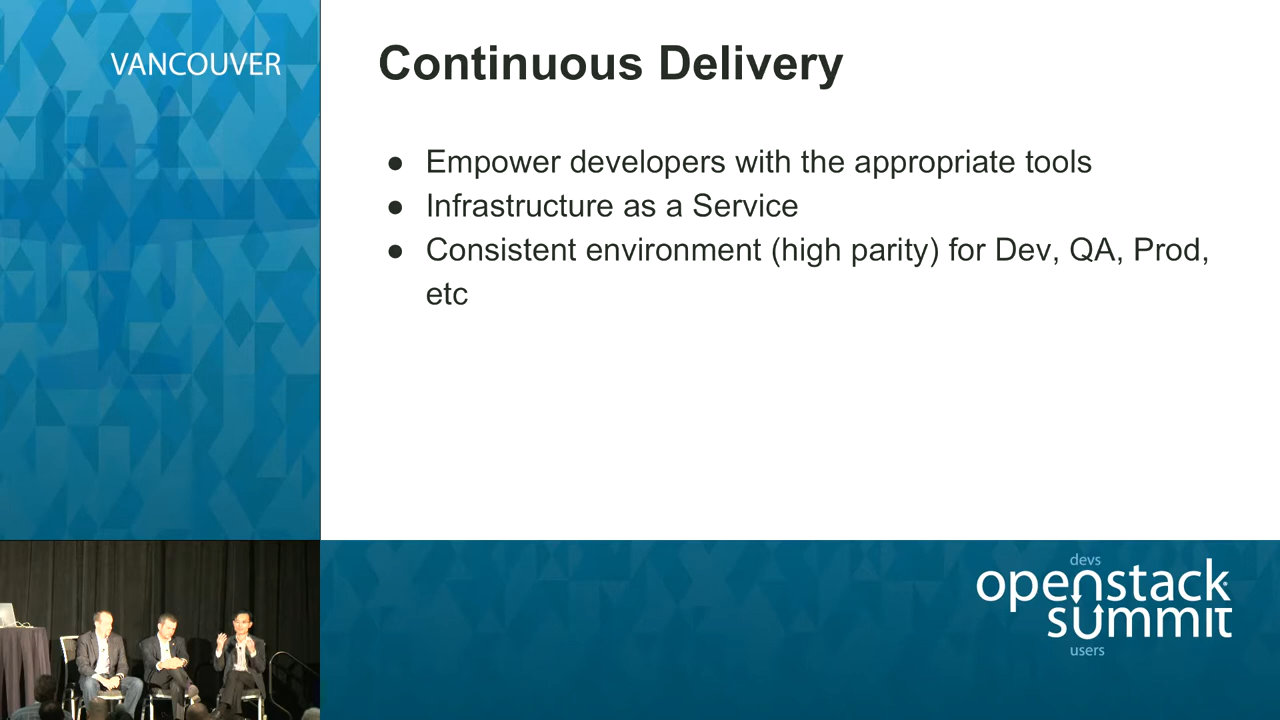 VANCOUVER
Continuous Delivery
● Empower developers with the appropriate tools
● Infrastructure as a Service
● Consistent environment (high parity) for Dev, QA, Prod,
etc
devs
openstack
summit
users